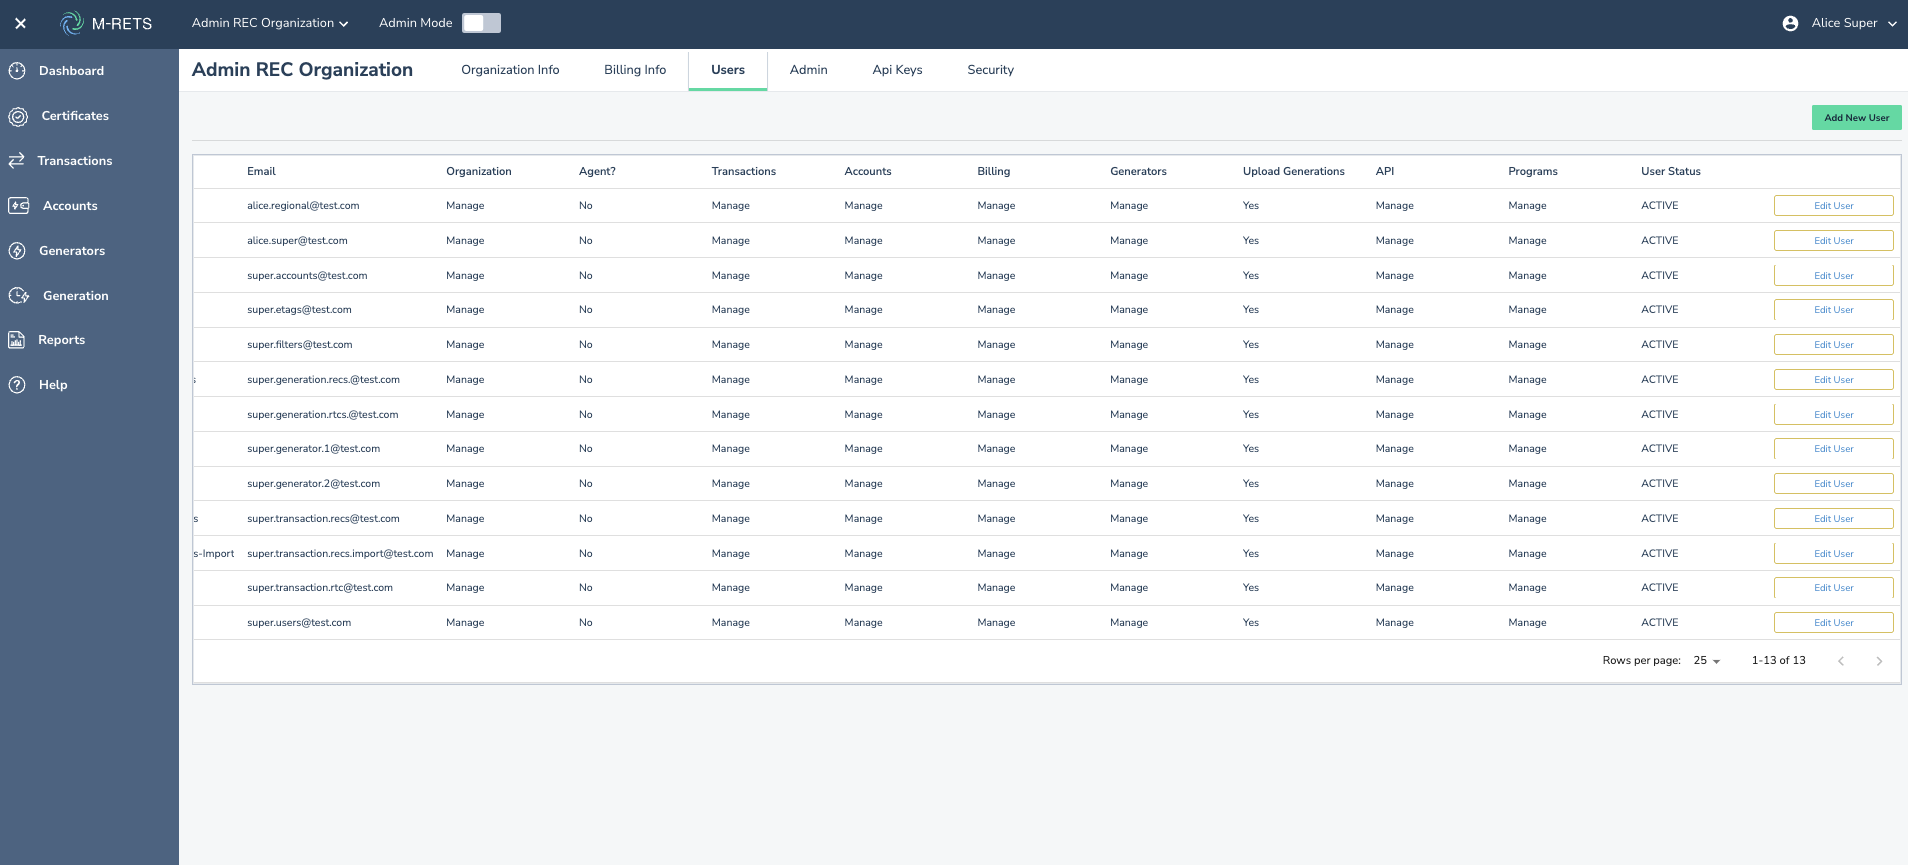 M-RETS Admin REC Organization Admin Mode Alice Super
Dashboard
Certificates
Transactions
Accounts
Generators
Generation
Reports
Help
Admin REC Organization Organization Info Billing Info Users Admin Api Keys Security
Add New User
Email Organization Agent? Transactions Accounts Billing Generators Upload Generations API Programs User Status
alice.regional@test.com Manage No Manage Manage Manage Manage Yes Manage Manage ACTIVE Edit User
alice.super@test.com Manage No Manage Manage Manage Manage Yes Manage Manage ACTIVE Edit User
super.accounts@test.com Manage No Manage Manage Manage Manage Yes Manage Manage ACTIVE Edit User
super.etags@test.com Manage No Manage Manage Manage Manage Yes Manage Manage ACTIVE Edit User
super.filters@test.com Manage No Manage Manage Manage Manage Yes Manage Manage ACTIVE Edit User
s super.generation.recs.@test.com Manage No Manage Manage Manage Manage Yes Manage Manage ACTIVE Edit User
super.generation.rtcs.@test.com Manage No Manage Manage Manage Manage Yes Manage Manage ACTIVE Edit User
super.generator.1@test.com Manage No Manage Manage Manage Manage Yes Manage Manage ACTIVE Edit User
super.generator.2@test.com Manage No Manage Manage Manage Manage Yes Manage Manage ACTIVE Edit User
s super.transaction.recs@test.com Manage No Manage Manage Manage Manage Yes Manage Manage ACTIVE Edit User
s-Import super.transaction.recs.import@test.com Manage No Manage Manage Manage Manage Yes Manage Manage ACTIVE Edit User
super.transaction.rtc@test.com Manage No Manage Manage Manage Manage Yes Manage Manage ACTIVE Edit User
super.users@test.com Manage No Manage Manage Manage Manage Yes Manage Manage ACTIVE Edit User
Rows per page: 25 1-13 of 13